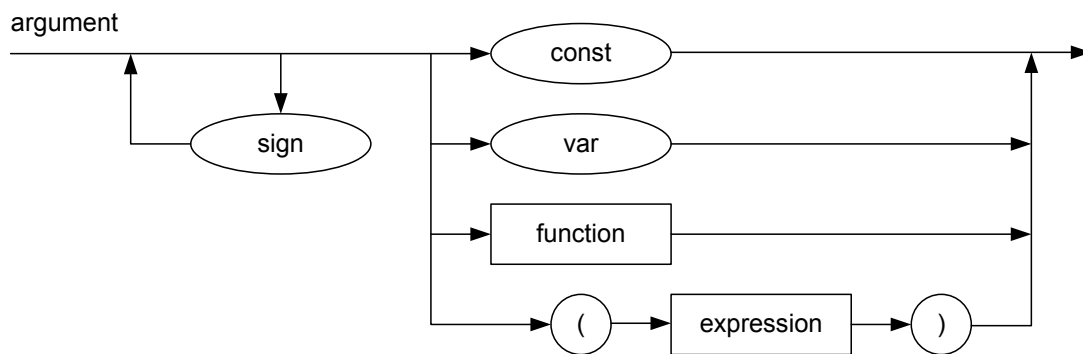 argument
const
sign
var
function
( expression )